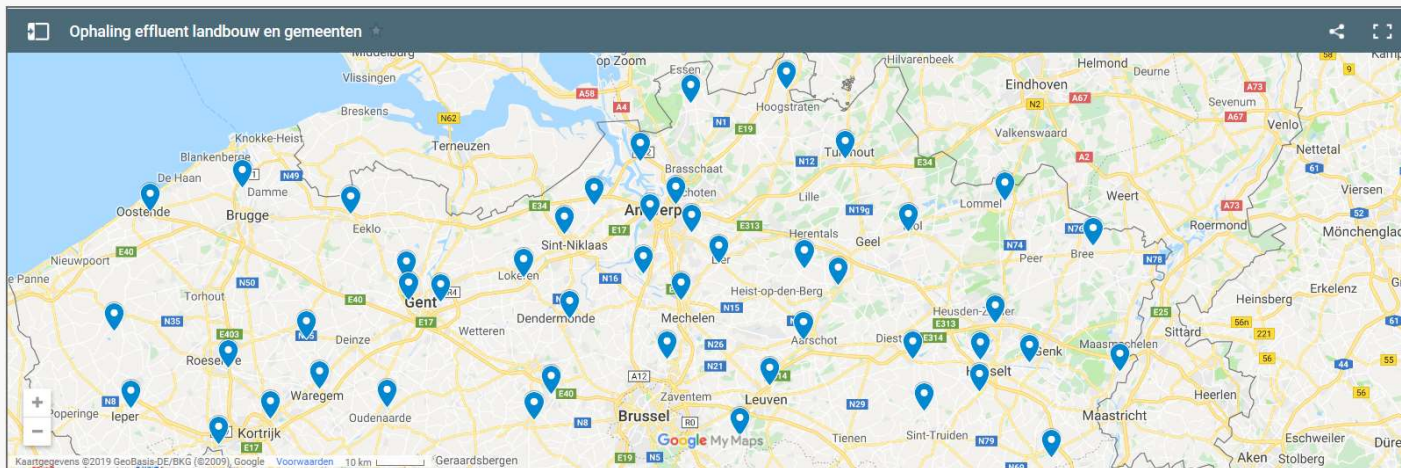 Ophaling effluent landbouw en gemeenten
Middelburg
op Zoom
Essen
Hilvarenbeek
Helmond
Deurne
58
9
Vlissingen
A58
A4
Hoogstraten
Eindhoven
N2
A67
A73
Sevenum
A67
Breskens
N62
N1
E19
Valkenswaard
Venlo
Knokke-Heist
Terneuzen
Turnhout
A2
Nettetal
Blankenberge
Brasschaat
N12
E34
61
De Haan
N49
Damme
Schoten
Lille
Lommel
Weert
Viersen
Oostende
Brugge
E34
Antwerpen
N19g
A73
52
Eeklo
E17
E313
Herentals
Geel
Mol
N76
Roermond
Mönchengladbach
E40
Sint-Niklaas
N74
Nieuwpoort
Lier
Peer
Bree
N78
De Panne
Lokeren
N16
N50
Torhout
E40
Gent
R4
Heist-op-den-Berg
Heinsberg
Erkelenz
N35
E17
Dendermonde
N15
Heusden-Zolder
E25
Wetteren
Mechelen
E313
56n
61
E403
Deinze
Aarschot
Diest
E314
Sittard
221
Roeselare
N26
Genk
Maasmechelen
56
A12
N21
Hasselt
44
55
Waregem
E40
Zaventem
Leuven
Heerlen
56
N8
Poperinge
Ieper
Oudenaarde
Brussel
R0
N29
Maastricht
N8
Kortrijk
Google My Maps
Tienen
Sint-Truiden
N79
Eschweiler
Düren
E17
Geraardsbergen
E19
N5
Aken
Stolberg
Kaartgegevens ©2019 GeoBasis-DE/BKG (©2009), Google
Voorwaarden
10 km